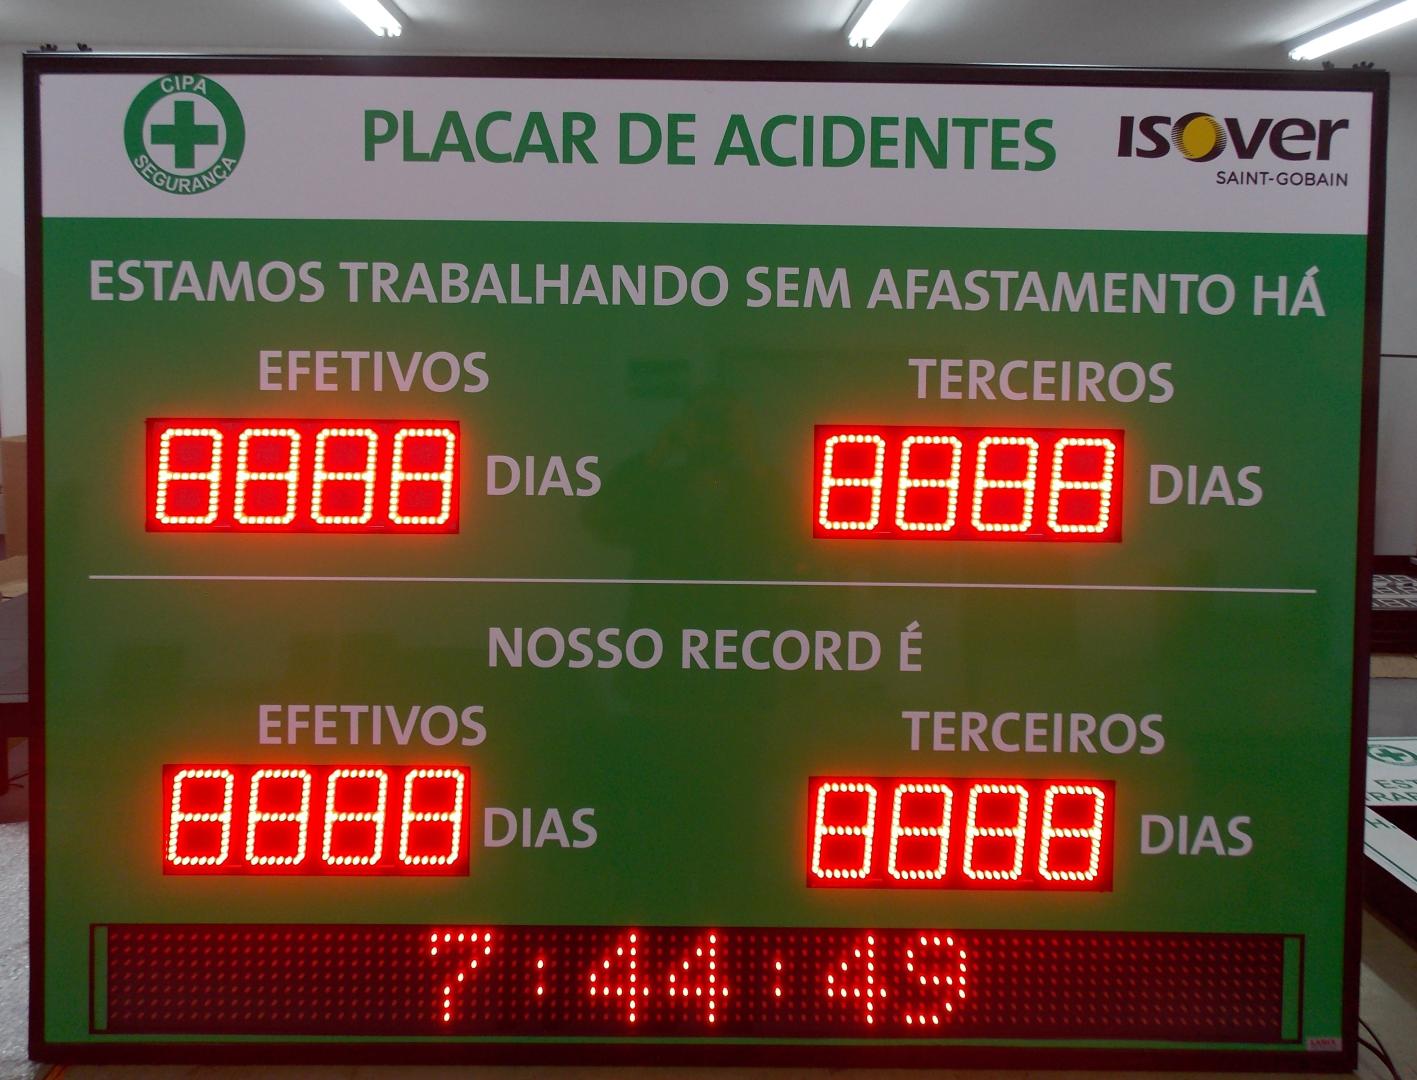 CIPA
SEGURANÇA
PLACAR DE ACIDENTES
ISOVER
SAINT-GOBAIN
ESTAMOS TRABALHANDO SEM AFASTAMENTO HÁ
EFETIVOS
TERCEIROS
8888 DIAS
8888 DIAS
NOSSO RECORD É
EFETIVOS
TERCEIROS
8888 DIAS
8888 DIAS
7:44:49